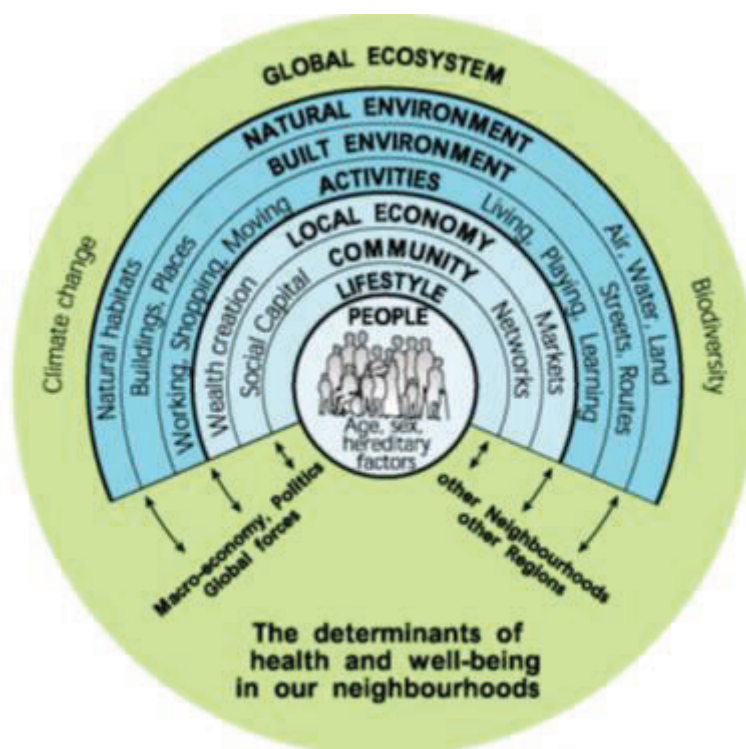 GLOBAL ECOSYSTEM
NATURAL ENVIRONMENT
BUILT ENVIRONMENT
ACTIVITIES
LOCAL ECONOMY
COMMUNITY
LIFESTYLE
PEOPLE
Age, sex,
hereditary
factors
Climate change
Natural habitats
Buildings, Places
Working, Shopping, Moving
Wealth creation
Social Capital
Networks
Markets
Living, Playing, Learning
Streets, Routes
Air, Water, Land
Biodiversity
Macro-economy, Politics
Global forces
other Neighbourhoods
other Regions
The determinants of
health and well-being
in our neighbourhoods